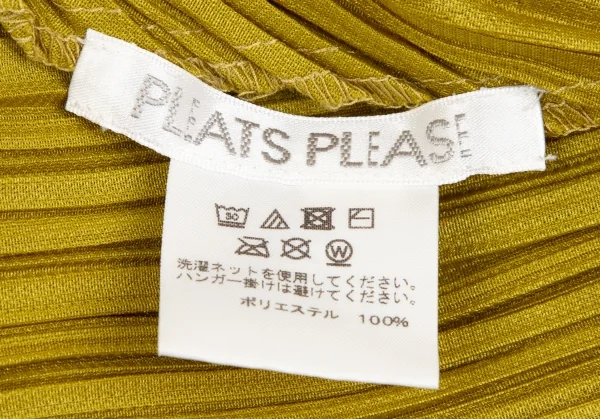 PLEATS PLEASE
30
W
洗濯ネットを使用してください。
ハンガー掛けは避けてください。
ポリエステル 100%